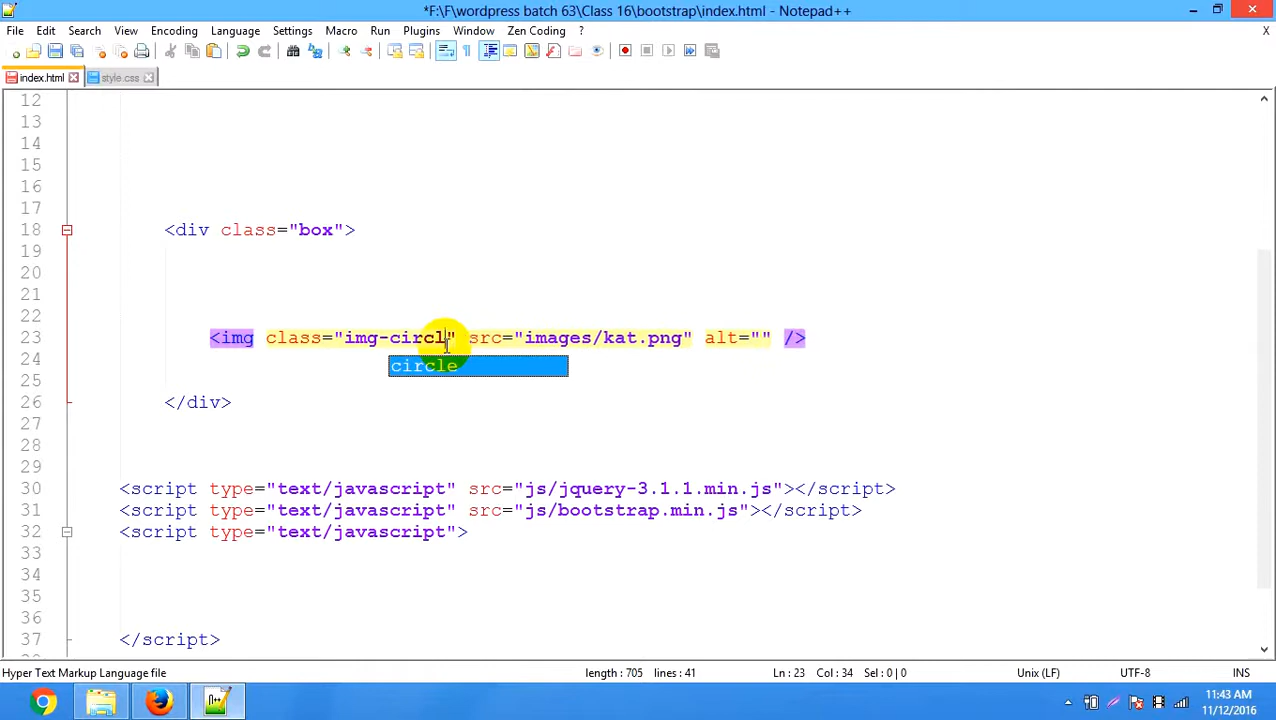 *F:\F\wordpress batch 63\Class 16\bootstrap\index.html - Notepad++
File Edit Search View Encoding Language Settings Macro Run Plugins Window Zen Coding ? X
index.html style.css
12
13
14
15
16
17
18 <div class="box">
19
20
21
22
23 <img class="img-circl" src="images/kat.png" alt="" />
24 circle
25
26 </div>
27
28
29
30 <script type="text/javascript" src="js/jquery-3.1.1.min.js"></script>
31 <script type="text/javascript" src="js/bootstrap.min.js"></script>
32 <script type="text/javascript">
33
34
35
36
37 </script>
Hyper Text Markup Language file length : 705 lines : 41 Ln : 23 Col : 34 Sel : 0 | 0 Unix (LF) UTF-8 INS
11:43 AM
11/12/2016